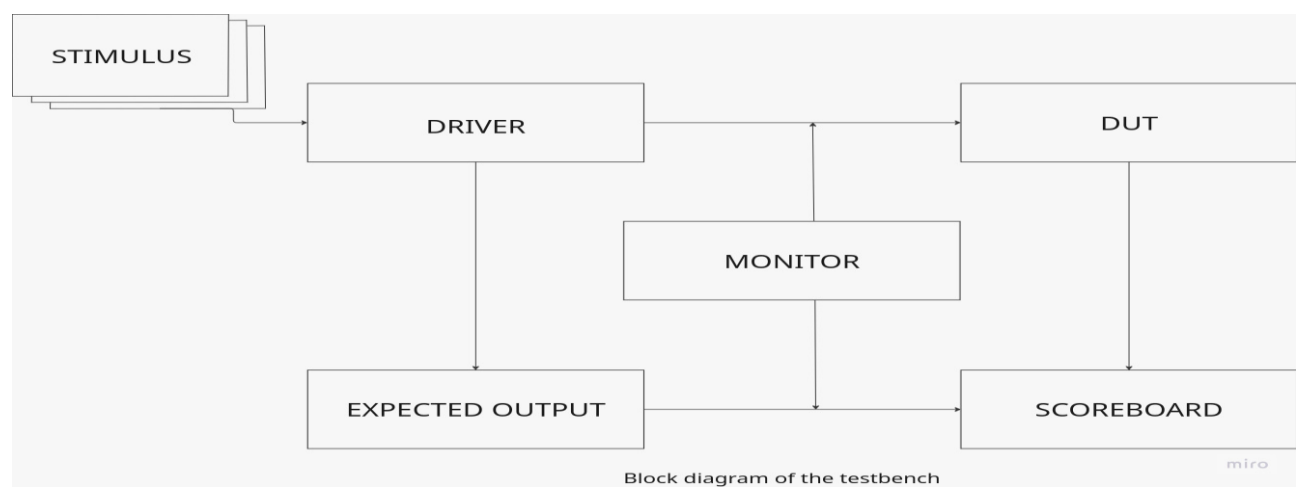 STIMULUS
DRIVER
DUT
MONITOR
EXPECTED OUTPUT
SCOREBOARD
miro
Block diagram of the testbench